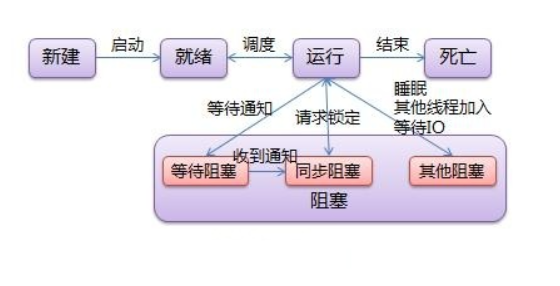 启动
调度
结束
新建
就绪
运行
死亡
睡眠
其他线程加入
等待IO
等待通知
请求锁定
收到通知
等待阻塞
同步阻塞
其他阻塞
阻塞